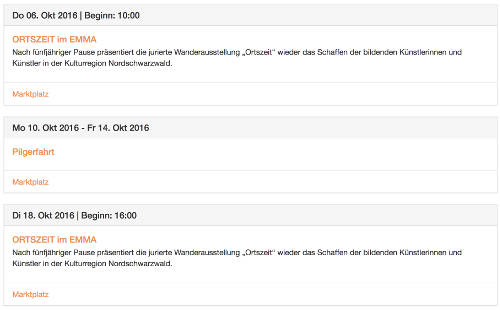 Do 06. Okt 2016 | Beginn: 10:00
ORTSZEIT im EMMA
Nach fünfjähriger Pause präsentiert die jurierte Wanderausstellung „Ortszeit“ wieder das Schaffen der bildenden Künstlerinnen und
Künstler in der Kulturregion Nordschwarzwald.
Marktplatz
Mo 10. Okt 2016 - Fr 14. Okt 2016
Pilgerfahrt
Marktplatz
Di 18. Okt 2016 | Beginn: 16:00
ORTSZEIT im EMMA
Nach fünfjähriger Pause präsentiert die jurierte Wanderausstellung „Ortszeit“ wieder das Schaffen der bildenden Künstlerinnen und
Künstler in der Kulturregion Nordschwarzwald.
Marktplatz